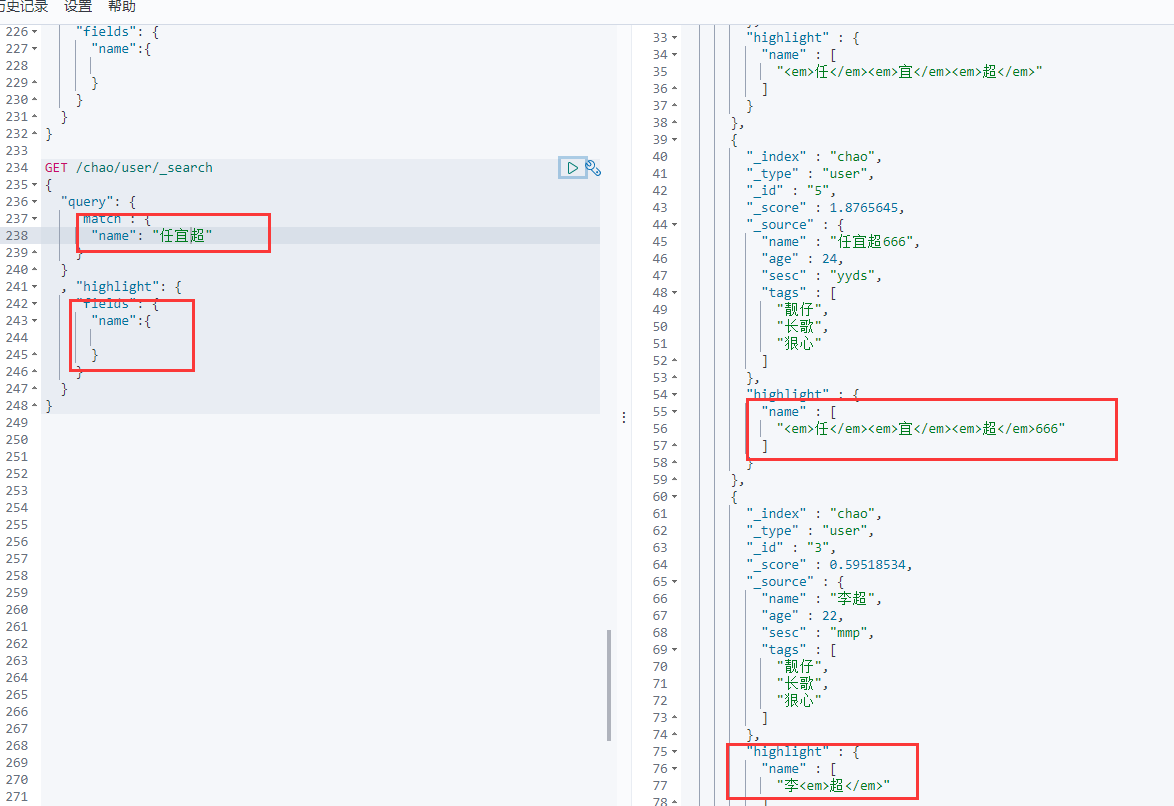 历史记录 设置 帮助
226 "fields": {
227 "name":{
228
229 }
230 }
231 }
232 }
233
234 GET /chao/user/_search
235 {
236 "query": {
237 match : {
238 "name": "任宜超"
239 }
240 }
241 , "highlight": {
242 "fields": {
243 "name":{
244
245 }
246 }
247 }
248 }
249
250
251
252
253
254
255
256
257
258
259
260
261
262
263
264
265
266
267
268
269
270
271
33 "highlight" : {
34 "name" : [
35 "<em>任</em><em>宜</em><em>超</em>"
36 ]
37 }
38 },
39 {
40 "_index" : "chao",
41 "_type" : "user",
42 "_id" : "5",
43 "_score" : 1.8765645,
44 "_source" : {
45 "name" : "任宜超666",
46 "age" : 24,
47 "sesc" : "yyds",
48 "tags" : [
49 "靓仔",
50 "长歌",
51 "狠心"
52 ]
53 },
54 "highlight" : {
55 "name" : [
56 "<em>任</em><em>宜</em><em>超</em>666"
57 ]
58 }
59 },
60 {
61 "_index" : "chao",
62 "_type" : "user",
63 "_id" : "3",
64 "_score" : 0.59518534,
65 "_source" : {
66 "name" : "李超",
67 "age" : 22,
68 "sesc" : "mmp",
69 "tags" : [
70 "靓仔",
71 "长歌",
72 "狠心"
73 ]
74 },
75 "highlight" : {
76 "name" : [
77 "李<em>超</em>"
78 ]